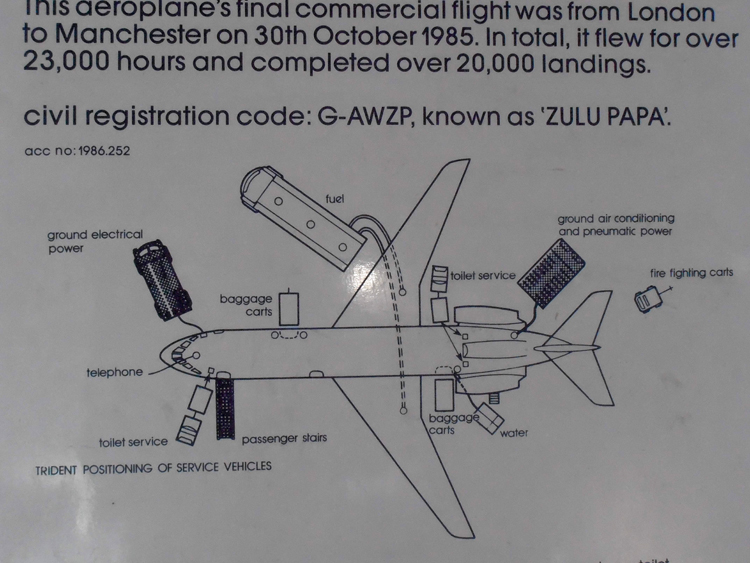 This aeroplane's final commercial flight was from London
to Manchester on 30th October 1985. In total, it flew for over
23,000 hours and completed over 20,000 landings.
civil registration code: G-AWZP, known as 'ZULU PAPA'.
acc no: 1986.252
fuel
ground air conditioning
and pneumatic power
ground electrical
power
toilet service
fire fighting carts
baggage
carts
telephone
baggage
carts
water
toilet service
passenger stairs
TRIDENT POSITIONING OF SERVICE VEHICLES